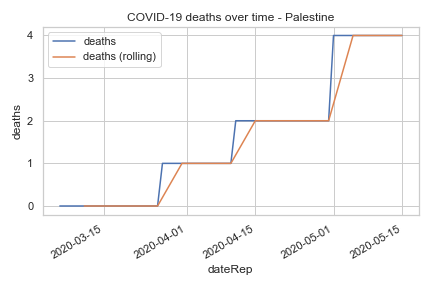 COVID-19 deaths over time - Palestine
deaths
deaths (rolling)
deaths
4
3
2
1
0
2020-03-15
2020-04-01
2020-04-15
2020-05-01
2020-05-15
dateRep